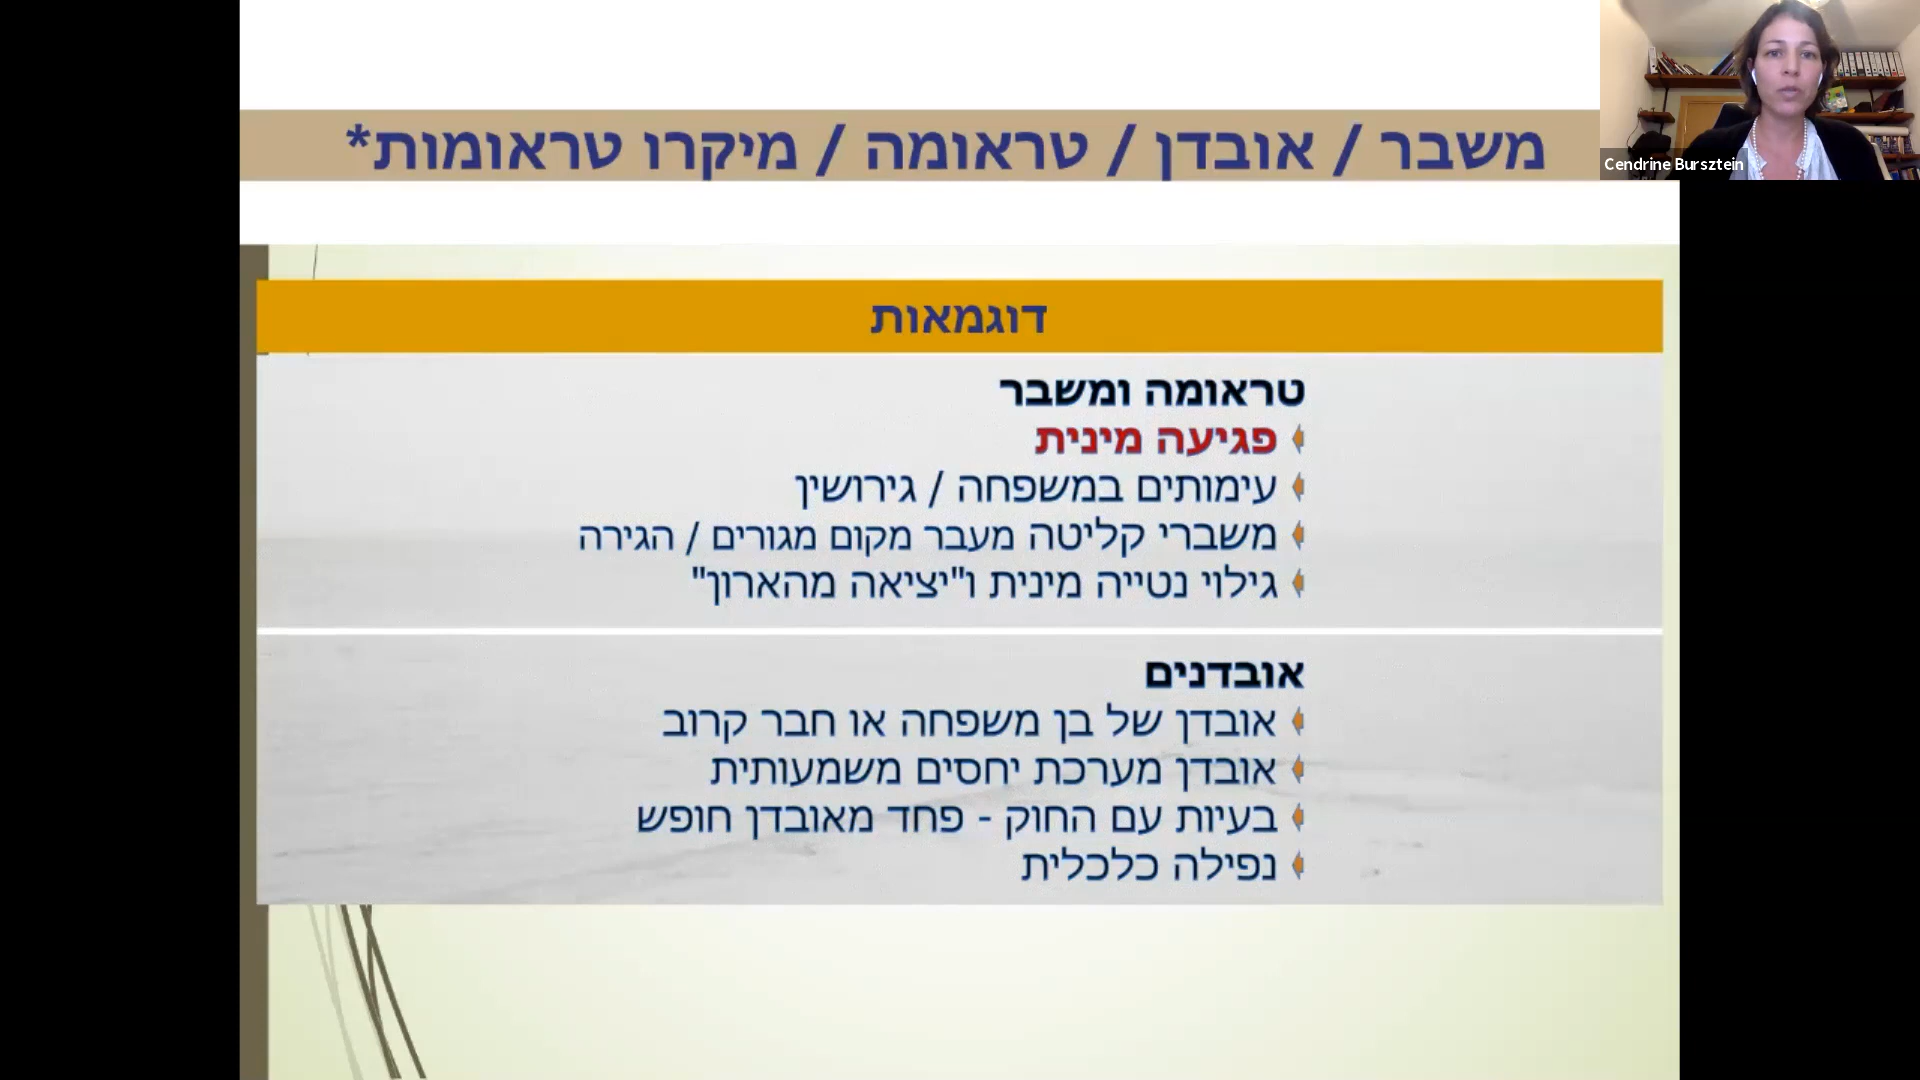 משבר / אובדן / טראומה / מיקרו טראומות*
Cendrine Bursztein
דוגמאות
טראומה ומשבר
פגיעה מינית
עימותים במשפחה / גירושין
משברי קליטה מעבר מקום מגורים / הגירה
גילוי נטייה מינית ו"יציאה מהארון"
אובדנים
אובדן של בן משפחה או חבר קרוב
אובדן מערכת יחסים משמעותית
בעיות עם החוק - פחד מאובדן חופש
נפילה כלכלית